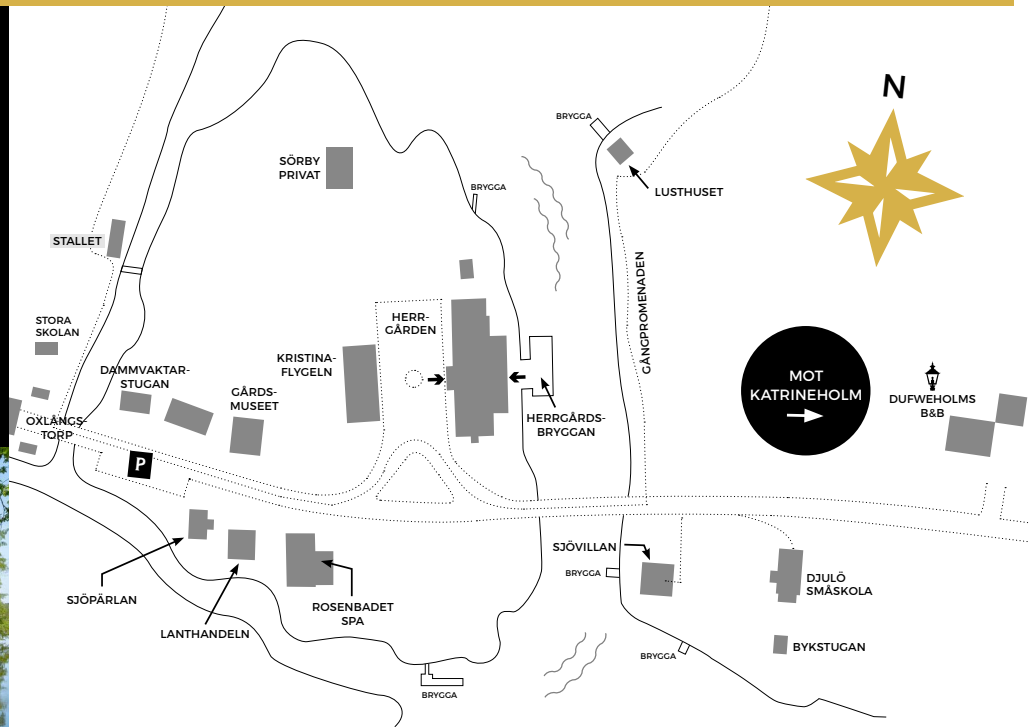 N
BRYGGA
SÖRBY
PRIVAT
LUSTHUSET
BRYGGA
STALLET
GÅNGPROMENADEN
STORA
SKOLAN
HERR-
GÅRDEN
KRISTINA-
FLYGELN
DAMMVAKTAR-
STUGAN
GÅRDS-
MUSEET
MOT
KATRINEHOLM
DUFWEHOLMS
B&B
OXLÅNGS-
TORP
HERRGÅRDS-
BRYGGAN
P
SJÖVILLAN
BRYGGA
DJULÖ
SMÅSKOLA
SJÖPÄRLAN
ROSENBADET
SPA
LANTHANDELN
BYKSTUGAN
BRYGGA
BRYGGA